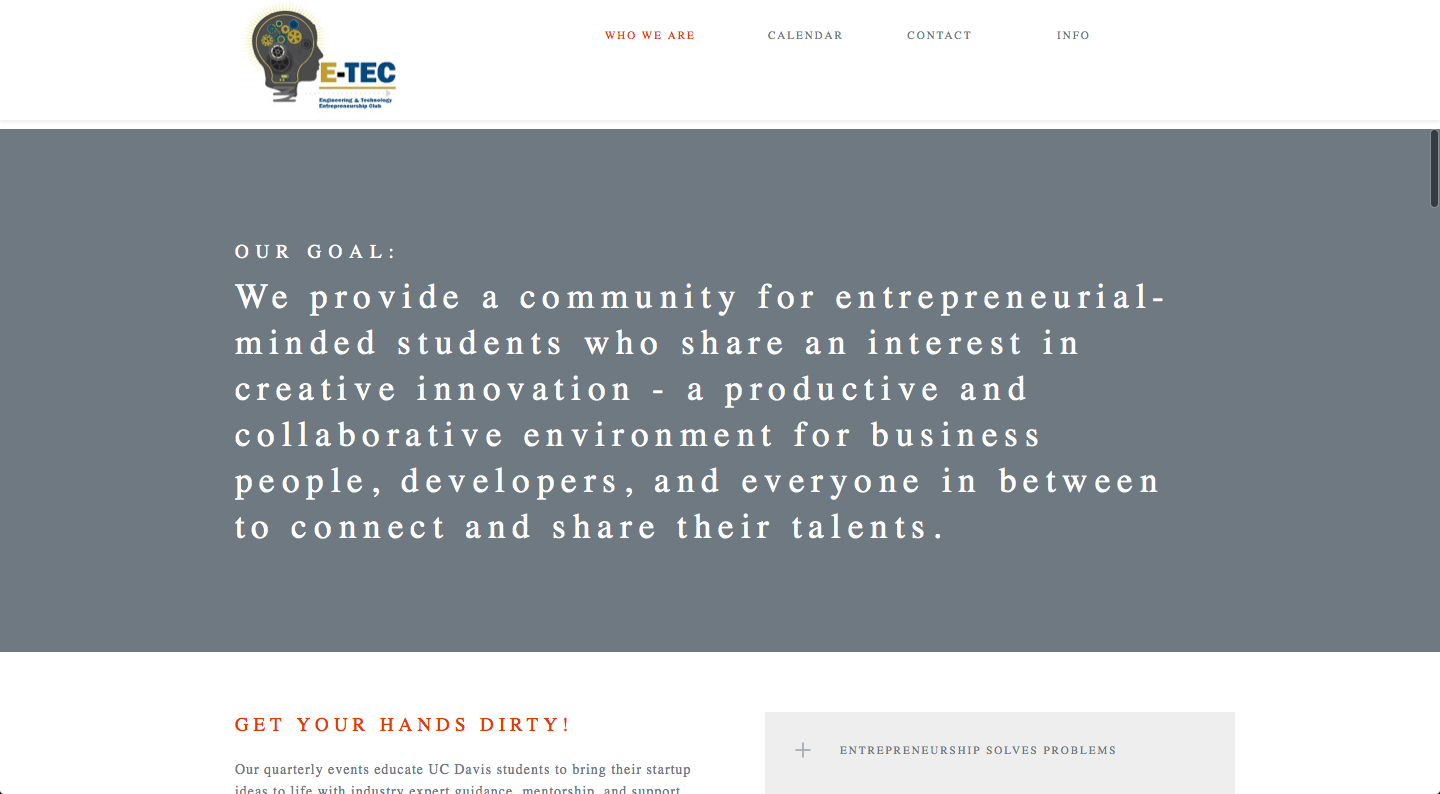 E-TEC
Engineering & Technology
Entrepreneurship Club
WHO WE ARE
CALENDAR
CONTACT
INFO
OUR GOAL:
We provide a community for entrepreneurial-
minded students who share an interest in
creative innovation - a productive and
collaborative environment for business
people, developers, and everyone in between
to connect and share their talents.
GET YOUR HANDS DIRTY!
Our quarterly events educate UC Davis students to bring their startup
ideas to life with industry expert guidance, mentorship, and support
ENTREPRENEURSHIP SOLVES PROBLEMS